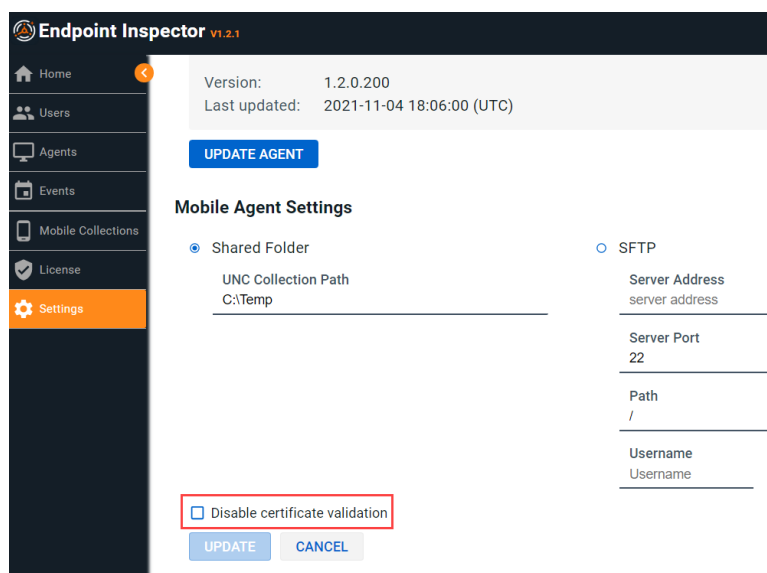 Endpoint Inspector V1.2.1
Home
Users
Agents
Events
Mobile Collections
License
Settings
Version: 1.2.0.200
Last updated: 2021-11-04 18:06:00 (UTC)
UPDATE AGENT
Mobile Agent Settings
Shared Folder
UNC Collection Path
C:\Temp
SFTP
Server Address
server address
Server Port
22
Path
/
Username
Username
Disable certificate validation
UPDATE CANCEL